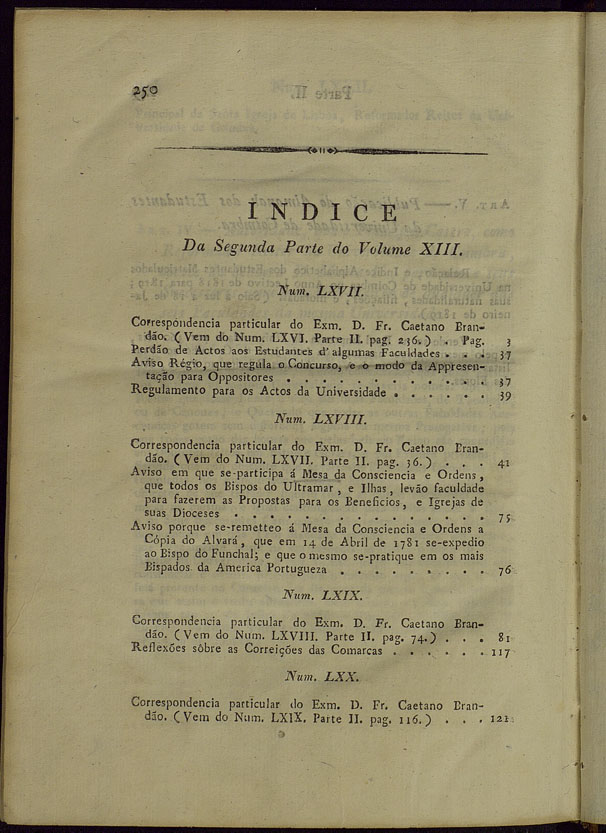 250
INDICE
Da Segunda Parte do Volume XIII.
Num. LXVII.
Correspondencia particular do Exm. D. Fr. Caetano Bran-
dão. (Vem do Num. LXVI. Parte II. pag. 236.) . Pag. 3
Perdão de Actos aos Estudantes d'algumas Faculdades . . . 37
Aviso Régio, que regula o Concurso, e o modo da Appresen-
tação para Oppositores . . . . . . . . . . . . 37
Regulamento para os Actos da Universidade . . . . . . 39
Num. LXVIII.
Correspondencia particular do Exm. D. Fr. Caetano Bran-
dão. (Vem do Num. LXVII. Parte II. pag. 36.) . . . 41
Aviso em que se-participa á Mesa da Consciencia e Ordens,
que todos os Bispos do Ultramar, e Ilhas, levão faculdade
para fazerem as Propostas para os Beneficios, e Igrejas de
suas Dioceses . . . . . . . . . . . . . . . 75
Aviso porque se-remetteo á Mesa da Consciencia e Ordens a
Cópia do Alvará, que em 14 de Abril de 1781 se-expedio
ao Bispo do Funchal; e que o mesmo se-pratique em os mais
Bispados da America Portugueza . . . . . . . . . 76
Num. LXIX.
Correspondencia particular do Exm. D. Fr. Caetano Bran-
dão. (Vem do Num. LXVIII. Parte II. pag. 74.) . . . 81
Reflexões sôbre as Correições das Comarcas . . . . . . 117
Num. LXX.
Correspondencia particular do Exm. D. Fr. Caetano Bran-
dão. (Vem do Num. LXIX. Parte II. pag. 116.) . . . 121